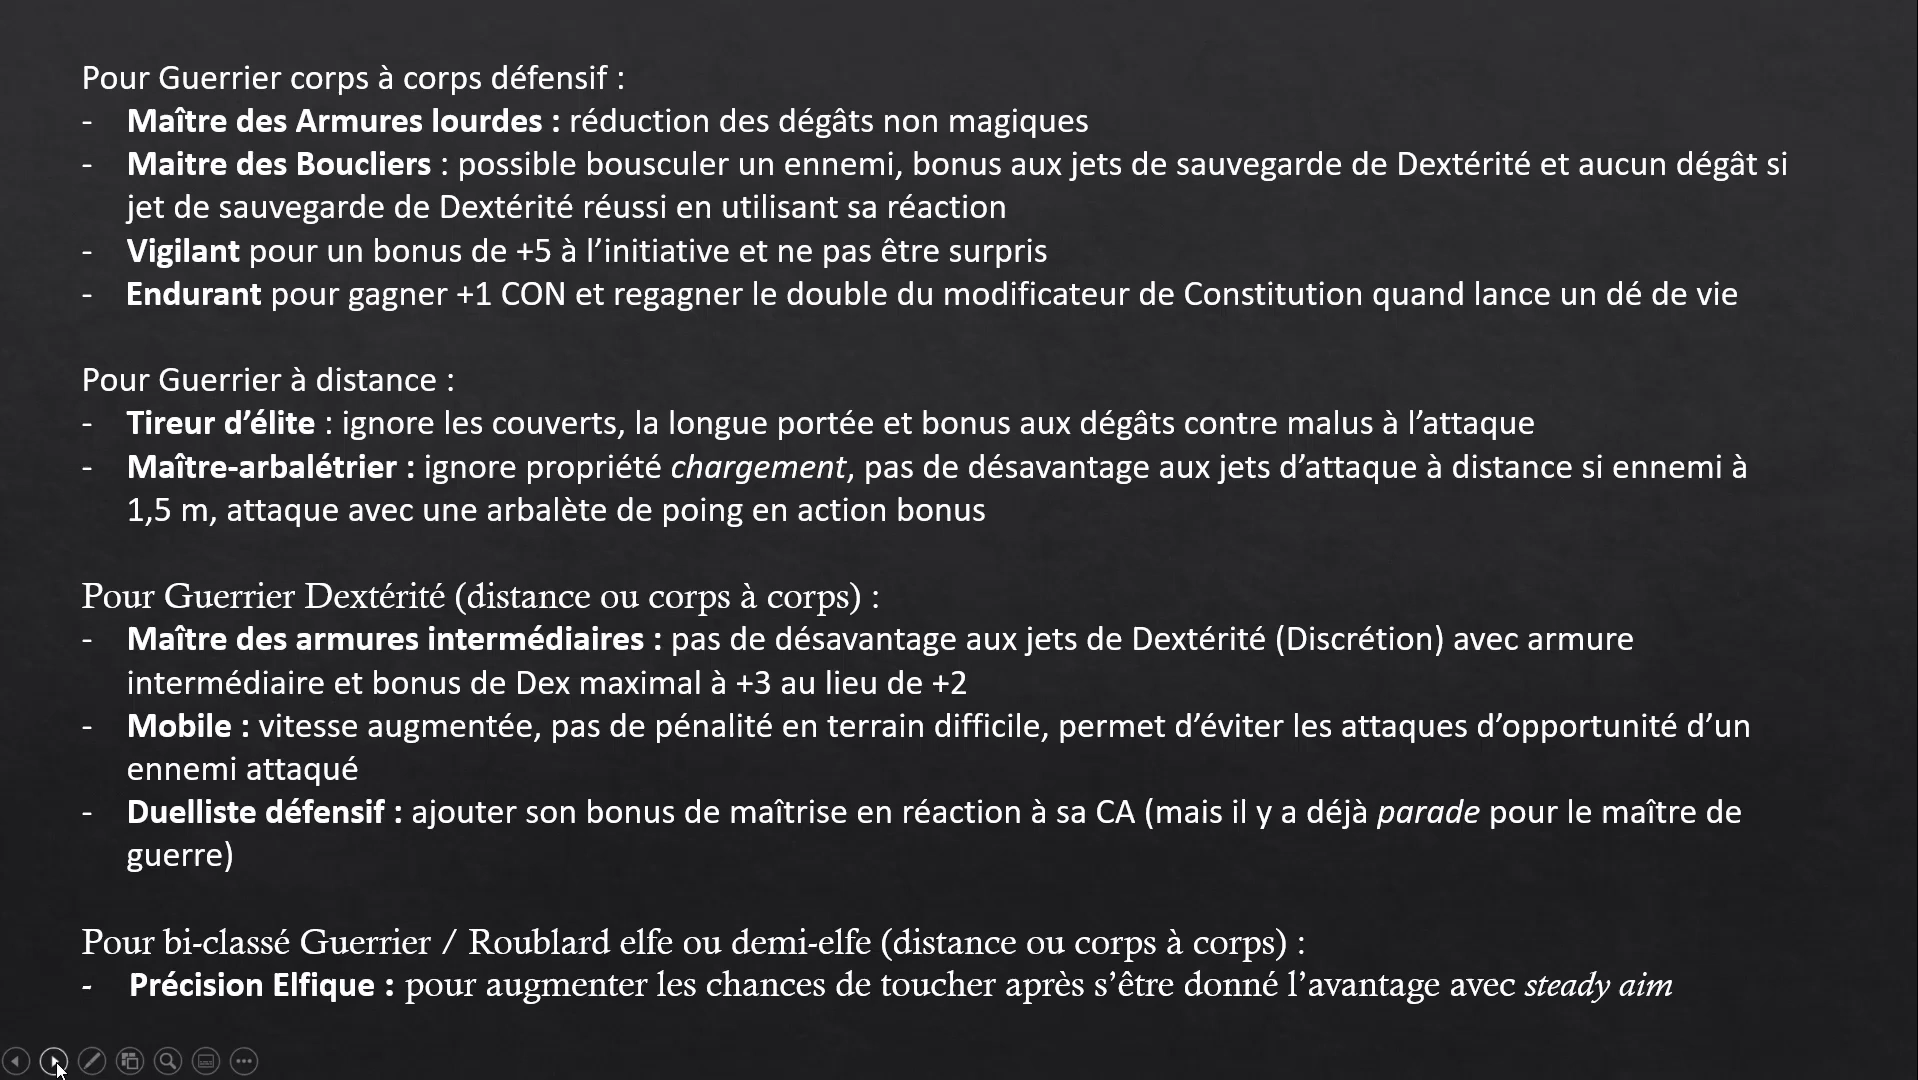 Pour Guerrier corps à corps défensif :
- Maître des Armures lourdes : réduction des dégâts non magiques
- Maitre des Boucliers : possible bousculer un ennemi, bonus aux jets de sauvegarde de Dextérité et aucun dégât si
jet de sauvegarde de Dextérité réussi en utilisant sa réaction
- Vigilant pour un bonus de +5 à l’initiative et ne pas être surpris
- Endurant pour gagner +1 CON et regagner le double du modificateur de Constitution quand lance un dé de vie
Pour Guerrier à distance :
- Tireur d’élite : ignore les couverts, la longue portée et bonus aux dégâts contre malus à l’attaque
- Maître-arbalétrier : ignore propriété chargement, pas de désavantage aux jets d’attaque à distance si ennemi à
1,5 m, attaque avec une arbalète de poing en action bonus
Pour Guerrier Dextérité (distance ou corps à corps) :
- Maître des armures intermédiaires : pas de désavantage aux jets de Dextérité (Discrétion) avec armure
intermédiaire et bonus de Dex maximal à +3 au lieu de +2
- Mobile : vitesse augmentée, pas de pénalité en terrain difficile, permet d’éviter les attaques d’opportunité d’un
ennemi attaqué
- Duelliste défensif : ajouter son bonus de maîtrise en réaction à sa CA (mais il y a déjà parade pour le maître de
guerre)
Pour bi-classé Guerrier / Roublard elfe ou demi-elfe (distance ou corps à corps) :
- Précision Elfique : pour augmenter les chances de toucher après s’être donné l’avantage avec steady aim